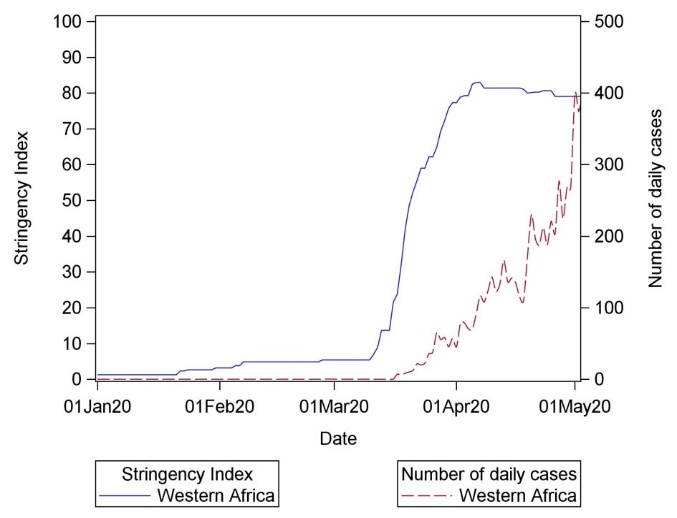 100
90
80
70
60
50
40
30
20
10
0
Stringency Index
500
400
300
200
100
0
Number of daily cases
01Jan20 01Feb20 01Mar20 01Apr20 01May20
Date
Stringency Index
Western Africa
Number of daily cases
Western Africa